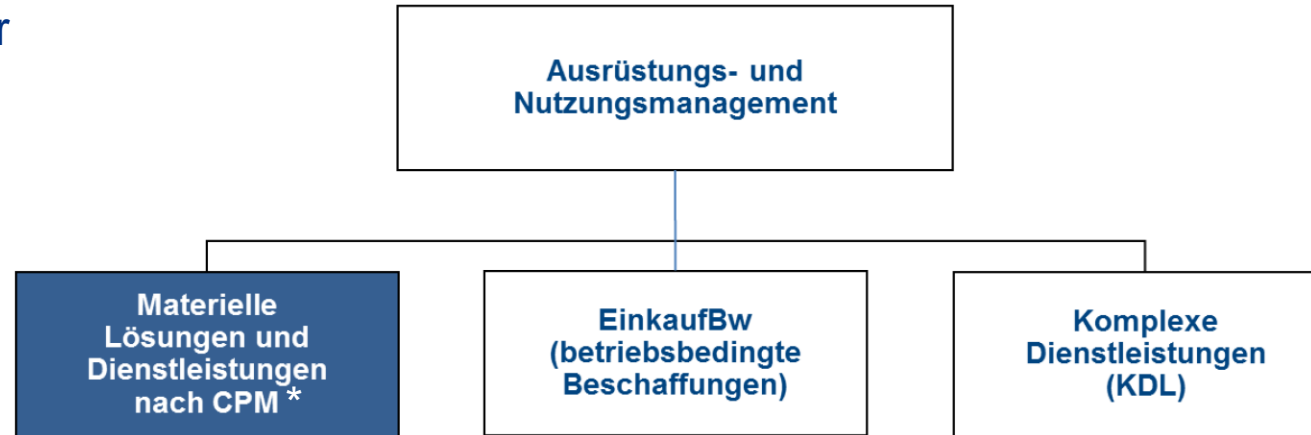 r
Ausrüstungs- und
Nutzungsmanagement
Materielle
Lösungen und
Dienstleistungen
nach CPM *
EinkaufBw
(betriebsbedingte
Beschaffungen)
Komplexe
Dienstleistungen
(KDL)